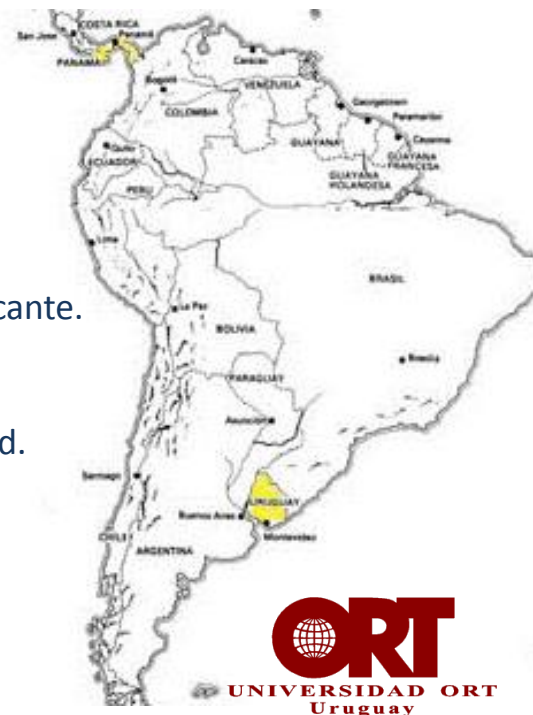 COSTA RICA
San Jose
Panamá
PANAMA
Caracas
Bogotá
VENEZUELA
COLOMBIA
Georgetown
Paramaribo
Cayenna
GUAYANA
GUAYANA
FRANCESA
GUAYANA
HOLANDESA
Quito
ECUADOR
PERU
Lima
BRASIL
cante.
La Paz
BOLIVIA
Brasilia
PARAGUAY
Asunción
d.
Santiago
URUGUAY
Buenos Aires
Montevideo
CHILE
ARGENTINA
ORT
UNIVERSIDAD ORT
Uruguay